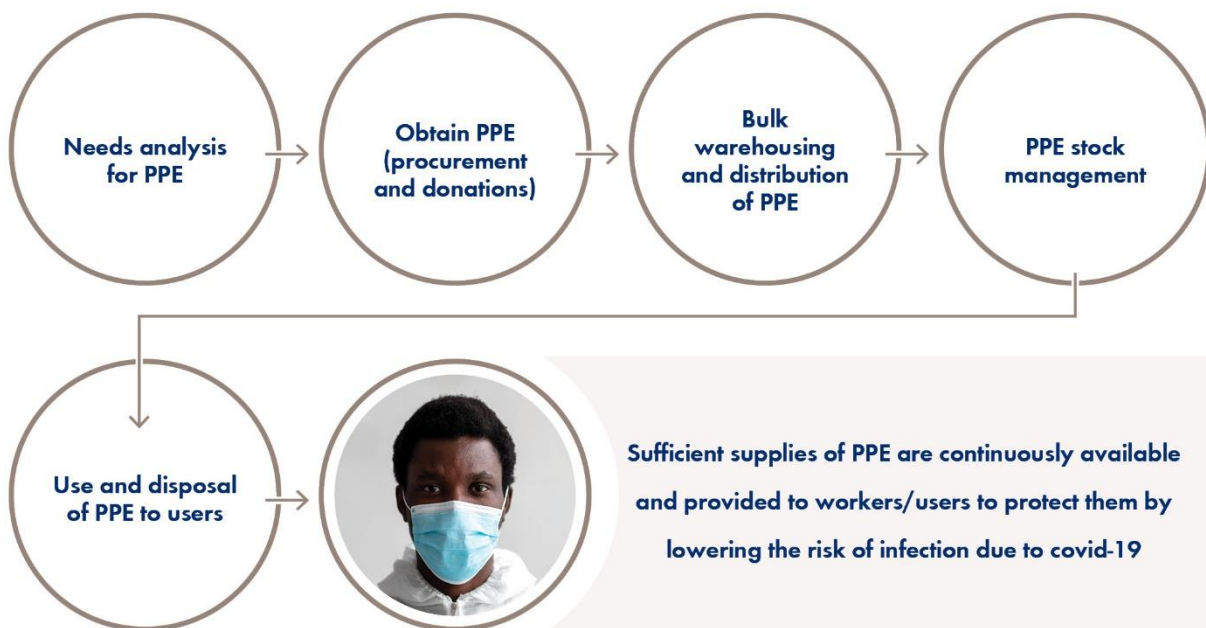 Needs analysis
for PPE
Obtain PPE
(procurement
and donations)
Bulk
warehousing
and distribution
of PPE
PPE stock
management
Use and disposal
of PPE to users
Sufficient supplies of PPE are continuously available
and provided to workers/users to protect them by
lowering the risk of infection due to covid-19